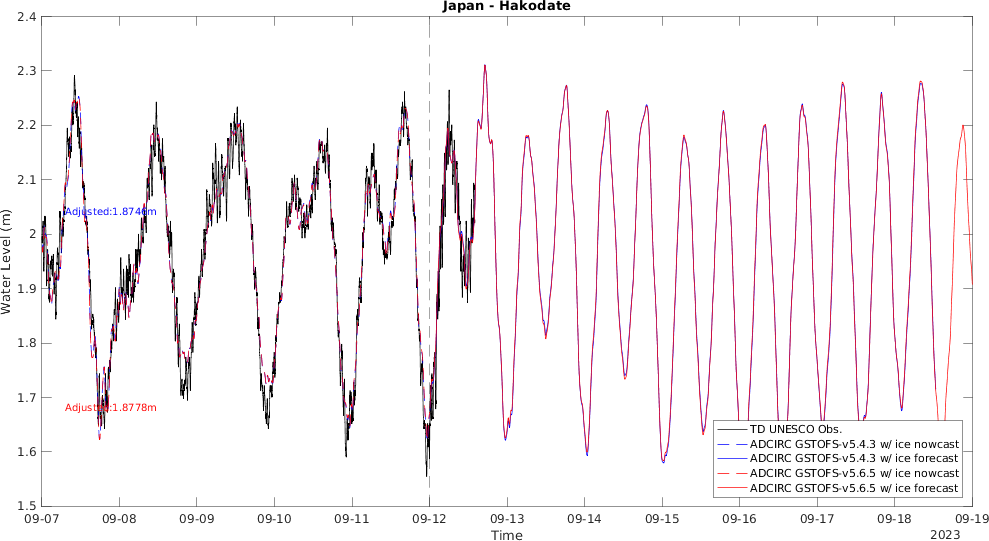 Japan - Hakodate
Water Level (m)
2.4
2.3
2.2
2.1
2
1.9
1.8
1.7
1.6
1.5
Adjusted:1.8746m
Adjusted:1.8778m
TD UNESCO Obs.
ADCIRC GSTOFS-v5.4.3 w/ ice nowcast
ADCIRC GSTOFS-v5.4.3 w/ ice forecast
ADCIRC GSTOFS-v5.6.5 w/ ice nowcast
ADCIRC GSTOFS-v5.6.5 w/ ice forecast
09-07 09-08 09-09 09-10 09-11 09-12 09-13 09-14 09-15 09-16 09-17 09-18 09-19
Time
2023